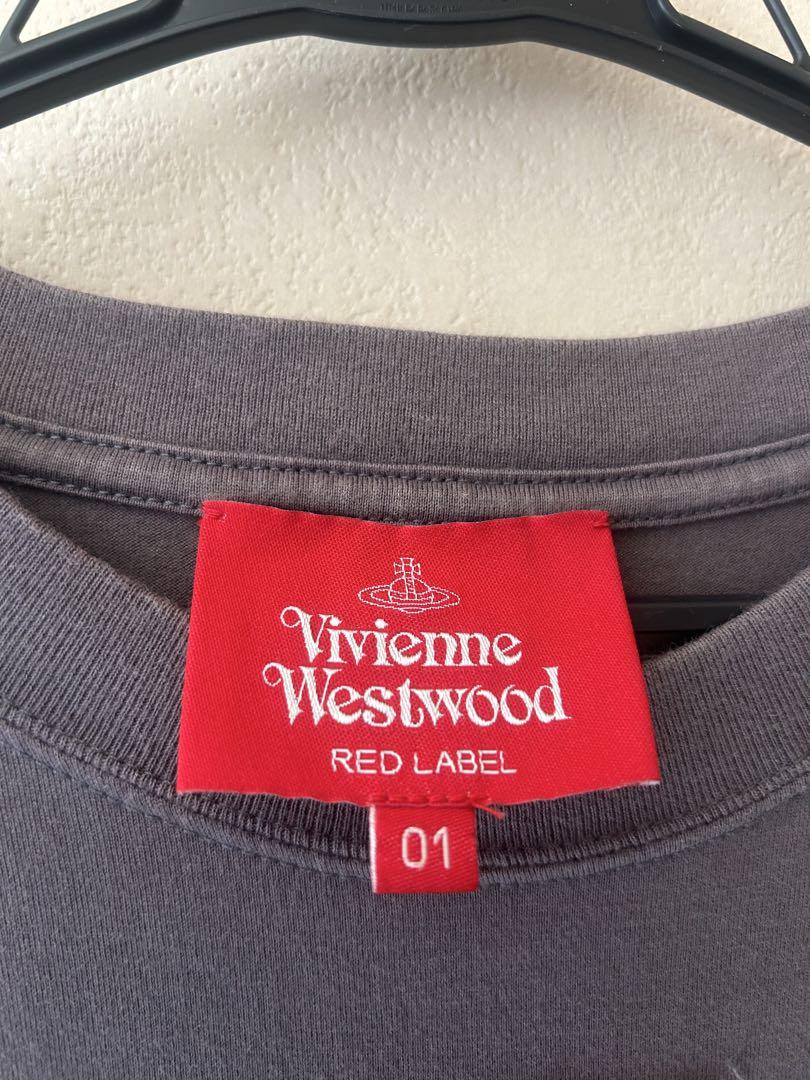 Vivienne
Westwood
RED LABEL
01